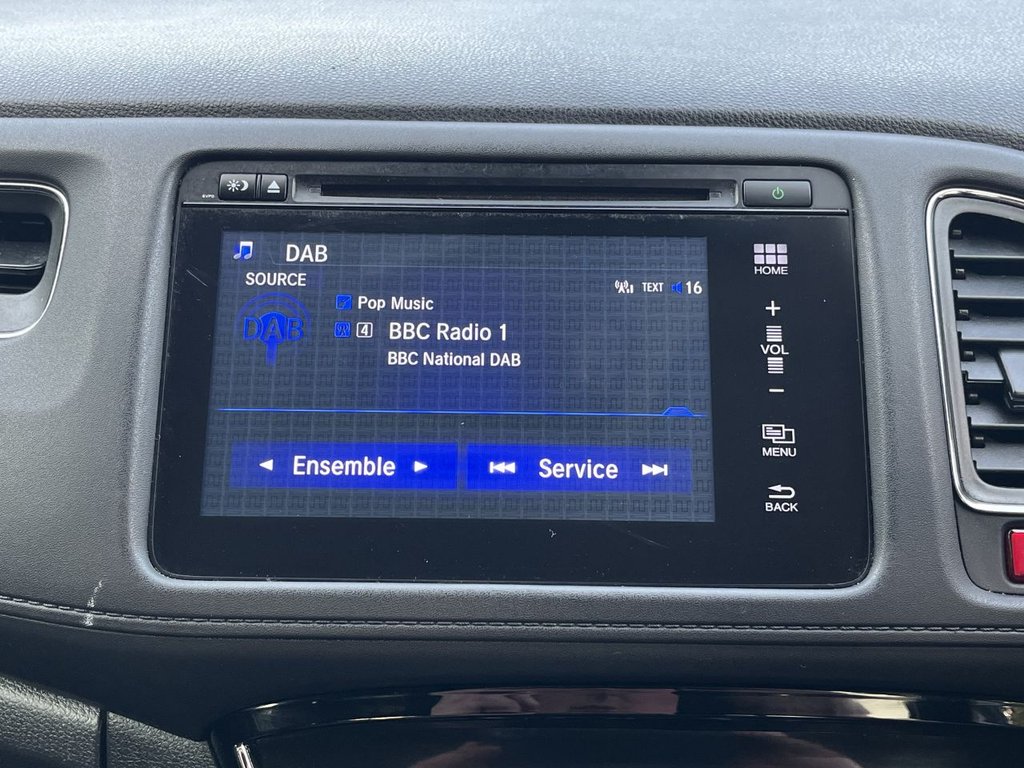 DAB
SOURCE
TEXT 16
DAB
Pop Music
4 BBC Radio 1
BBC National DAB
Ensemble
Service
HOME
+
VOL
−
MENU
BACK